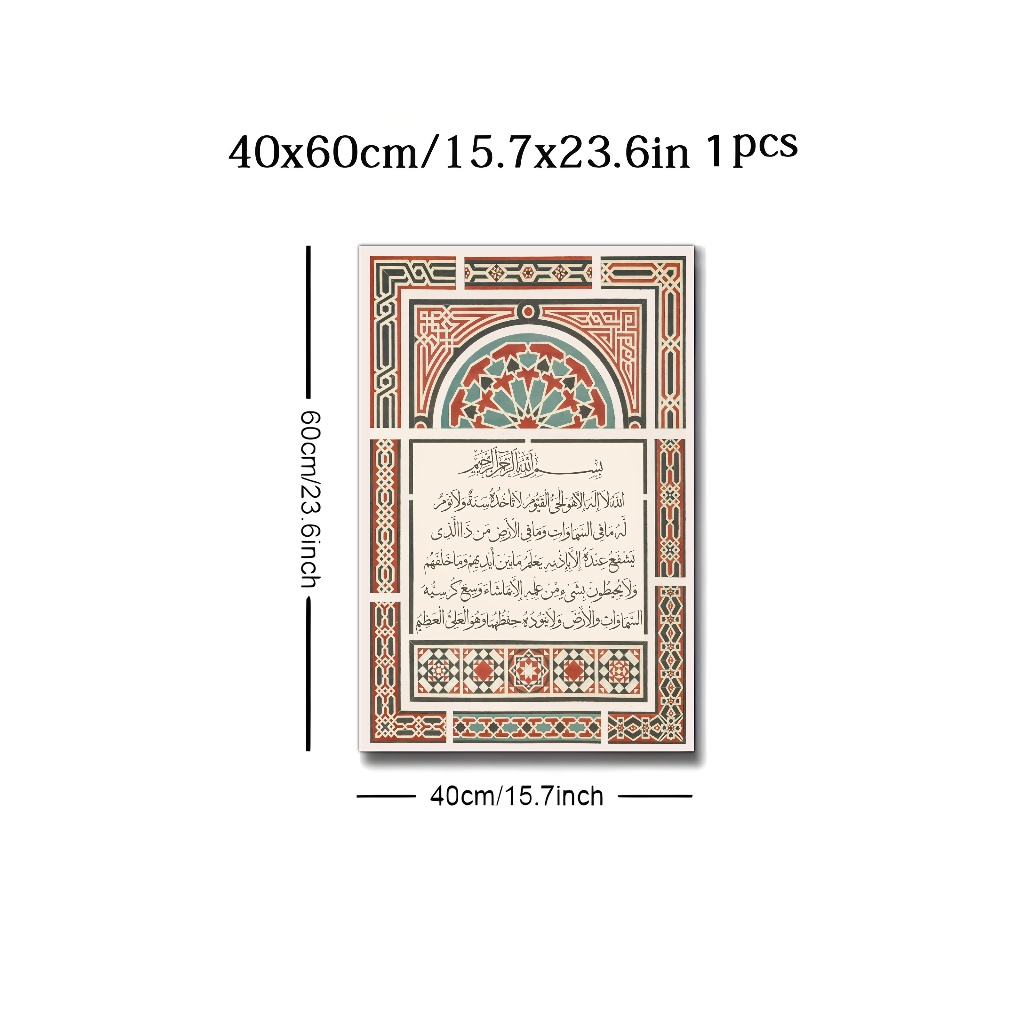 40x60cm/15.7x23.6in 1pcs
60cm/23.6inch
بسم الله الرحمن الرحيم
الله لا إله إلا هو الحي القيوم لا تأخذه سنة ولا نوم
له ما في السماوات وما في الأرض من ذا الذي
يشفع عنده إلا بإذنه يعلم ما بين أيديهم وما خلفهم
ولا يحيطون بشيء من علمه إلا بما شاء وسع كرسيه
السماوات والأرض ولا يئوده حفظهما وهو العلي العظيم
40cm/15.7inch